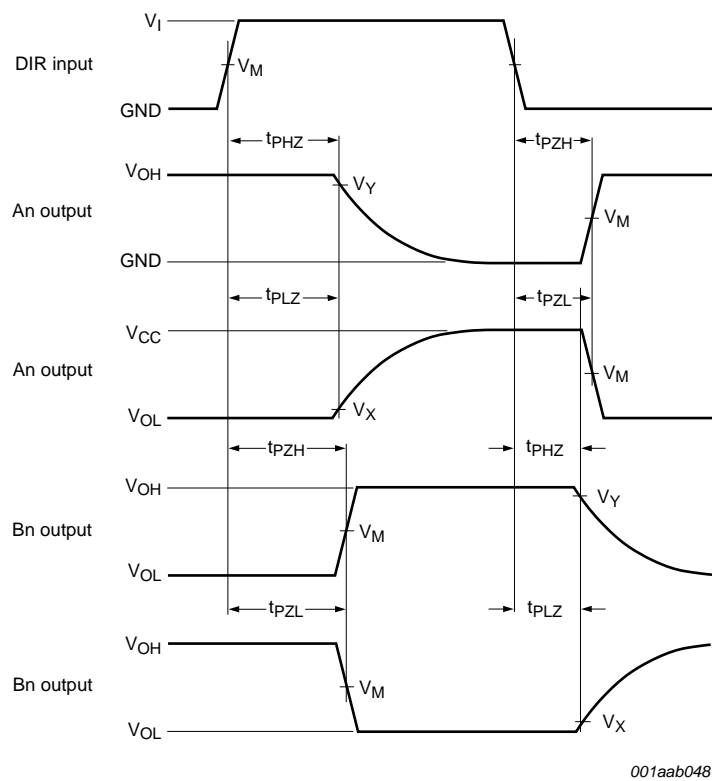 V_I
DIR input
V_M
GND
t_PHZ
t_PZH
V_OH
V_Y
An output
V_M
GND
t_PLZ
t_PZL
V_CC
An output
V_M
V_X
V_OL
t_PZH
t_PHZ
V_OH
V_Y
Bn output
V_M
V_OL
t_PZL
t_PLZ
V_OH
Bn output
V_M
V_X
V_OL
001aab048